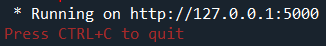 * Running on http://127.0.0.1:5000
Press CTRL+C to quit